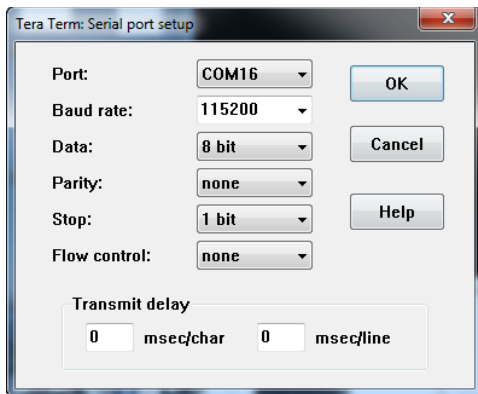 Tera Term: Serial port setup
Port: COM16 OK
Baud rate: 115200
Data: 8 bit Cancel
Parity: none
Stop: 1 bit Help
Flow control: none
Transmit delay
0 msec/char 0 msec/line